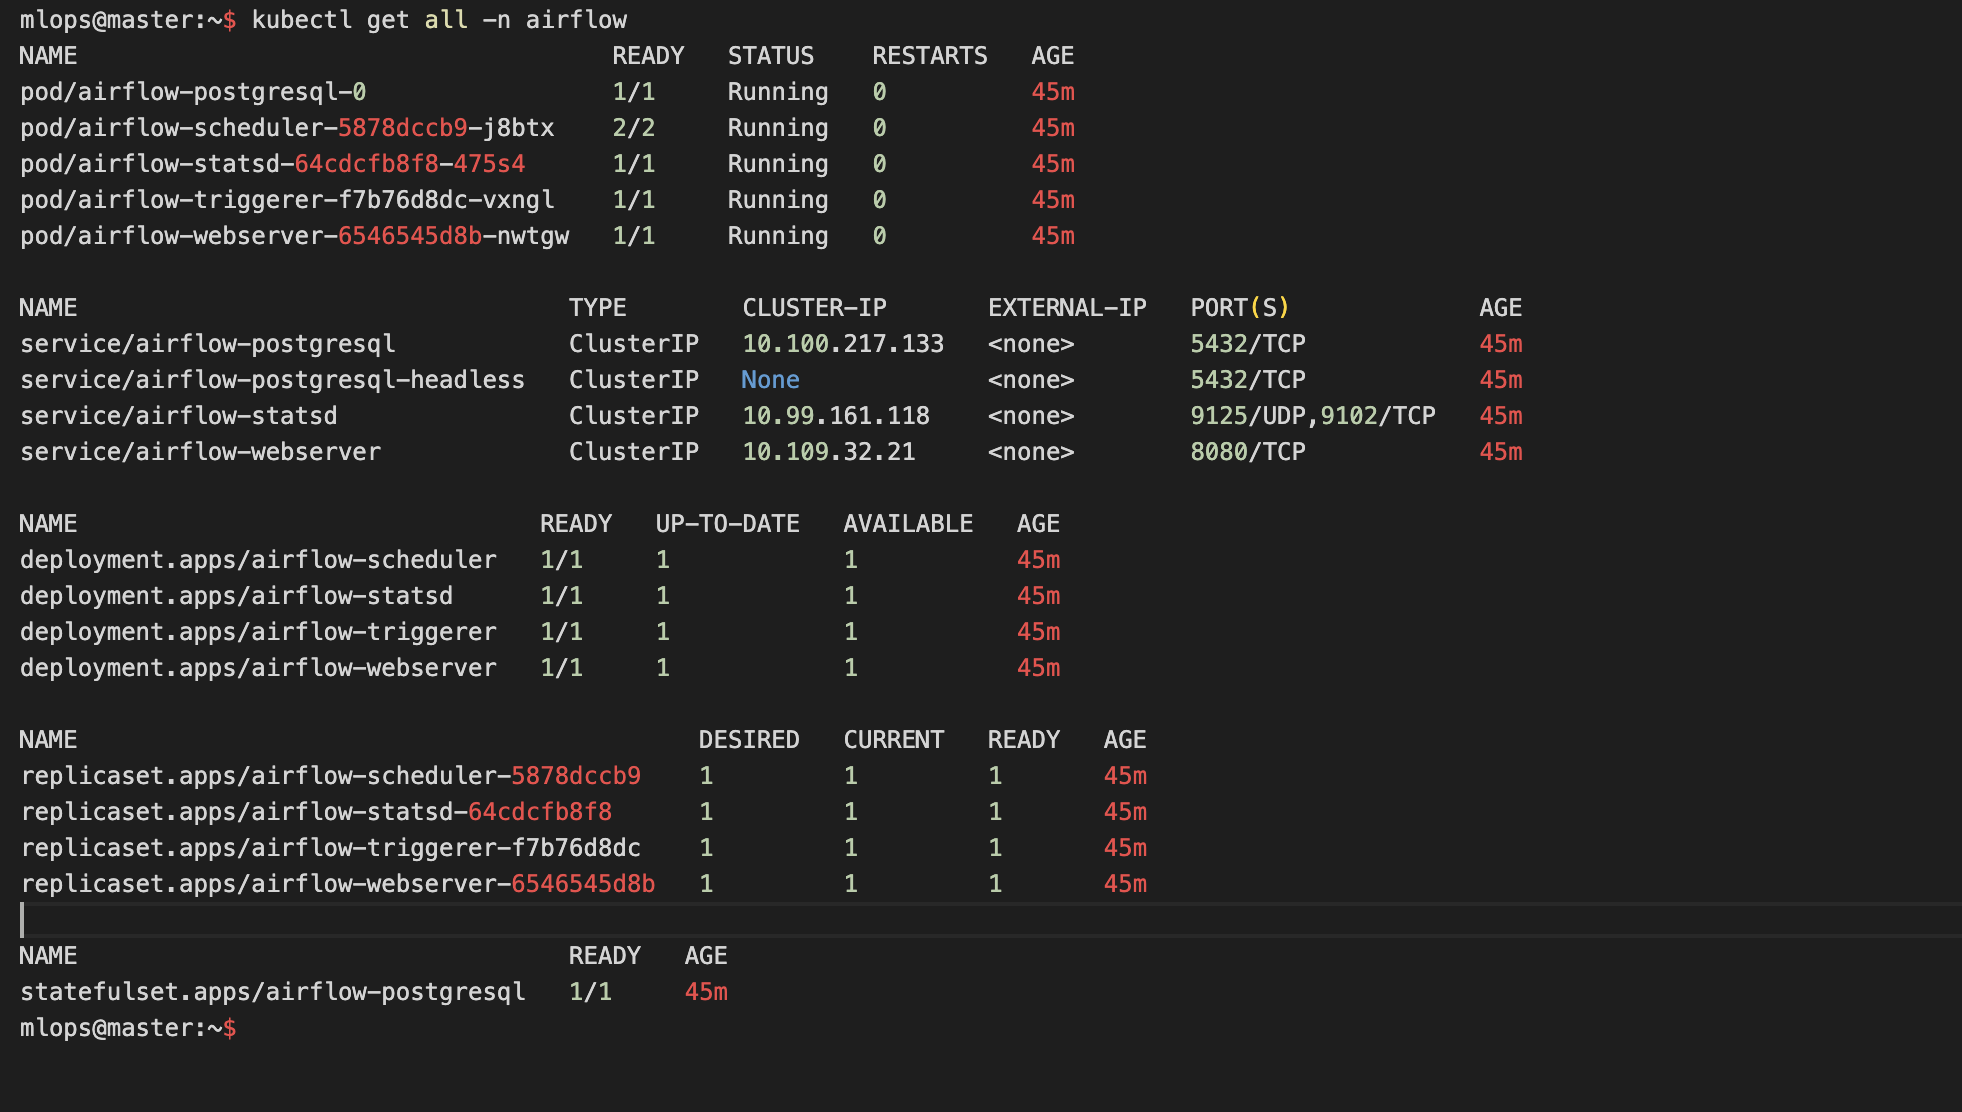 mlops@master:~$ kubectl get all -n airflow
NAME READY STATUS RESTARTS AGE
pod/airflow-postgresql-0 1/1 Running 0 45m
pod/airflow-scheduler-5878dccb9-j8btx 2/2 Running 0 45m
pod/airflow-statsd-64cdcfb8f8-475s4 1/1 Running 0 45m
pod/airflow-triggerer-f7b76d8dc-vxngl 1/1 Running 0 45m
pod/airflow-webserver-6546545d8b-nwtgw 1/1 Running 0 45m
NAME TYPE CLUSTER-IP EXTERNAL-IP PORT(S) AGE
service/airflow-postgresql ClusterIP 10.100.217.133 <none> 5432/TCP 45m
service/airflow-postgresql-headless ClusterIP None <none> 5432/TCP 45m
service/airflow-statsd ClusterIP 10.99.161.118 <none> 9125/UDP,9102/TCP 45m
service/airflow-webserver ClusterIP 10.109.32.21 <none> 8080/TCP 45m
NAME READY UP-TO-DATE AVAILABLE AGE
deployment.apps/airflow-scheduler 1/1 1 1 45m
deployment.apps/airflow-statsd 1/1 1 1 45m
deployment.apps/airflow-triggerer 1/1 1 1 45m
deployment.apps/airflow-webserver 1/1 1 1 45m
NAME DESIRED CURRENT READY AGE
replicaset.apps/airflow-scheduler-5878dccb9 1 1 1 45m
replicaset.apps/airflow-statsd-64cdcfb8f8 1 1 1 45m
replicaset.apps/airflow-triggerer-f7b76d8dc 1 1 1 45m
replicaset.apps/airflow-webserver-6546545d8b 1 1 1 45m
NAME READY AGE
statefulset.apps/airflow-postgresql 1/1 45m
mlops@master:~$